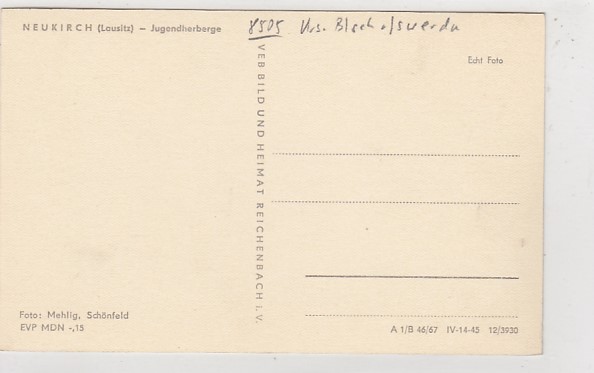 NEUKIRCH (Lausitz) – Jugendherberge
8505 Krs. Bischofswerda
Echt Foto
VEB BILD UND HEIMAT REICHENBACH i. V.
Foto: Mehlig, Schönfeld
EVP MDN -,15
A 1/B 46/67 IV-14-45 12/3930